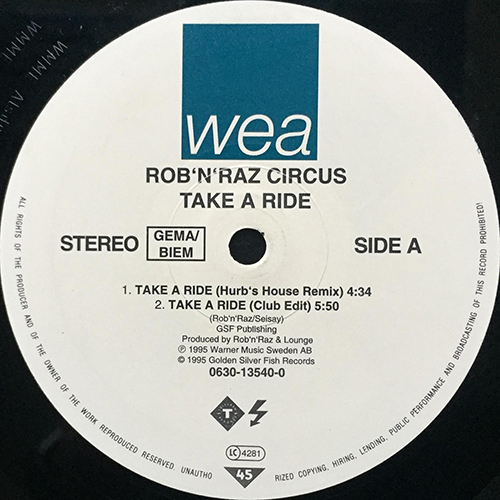 wea
ROB'N'RAZ CIRCUS
TAKE A RIDE
STEREO GEMA/ BIEM SIDE A
1. TAKE A RIDE (Hurb's House Remix) 4:34
2. TAKE A RIDE (Club Edit) 5:50
(Rob'n'Raz/Seisay)
GSF Publishing
Produced by Rob'n'Raz & Lounge
℗ 1995 Warner Music Sweden AB
© 1995 Golden Silver Fish Records
0630-13540-0
T
LC 4281
45
ALL RIGHTS OF THE PRODUCER AND OF THE OWNER OF THE WORK REPRODUCED RESERVED. UNAUTHO RIZED COPYING, HIRING, LENDING, PUBLIC PERFORMANCE AND BROADCASTING OF THIS RECORD PROHIBITED!